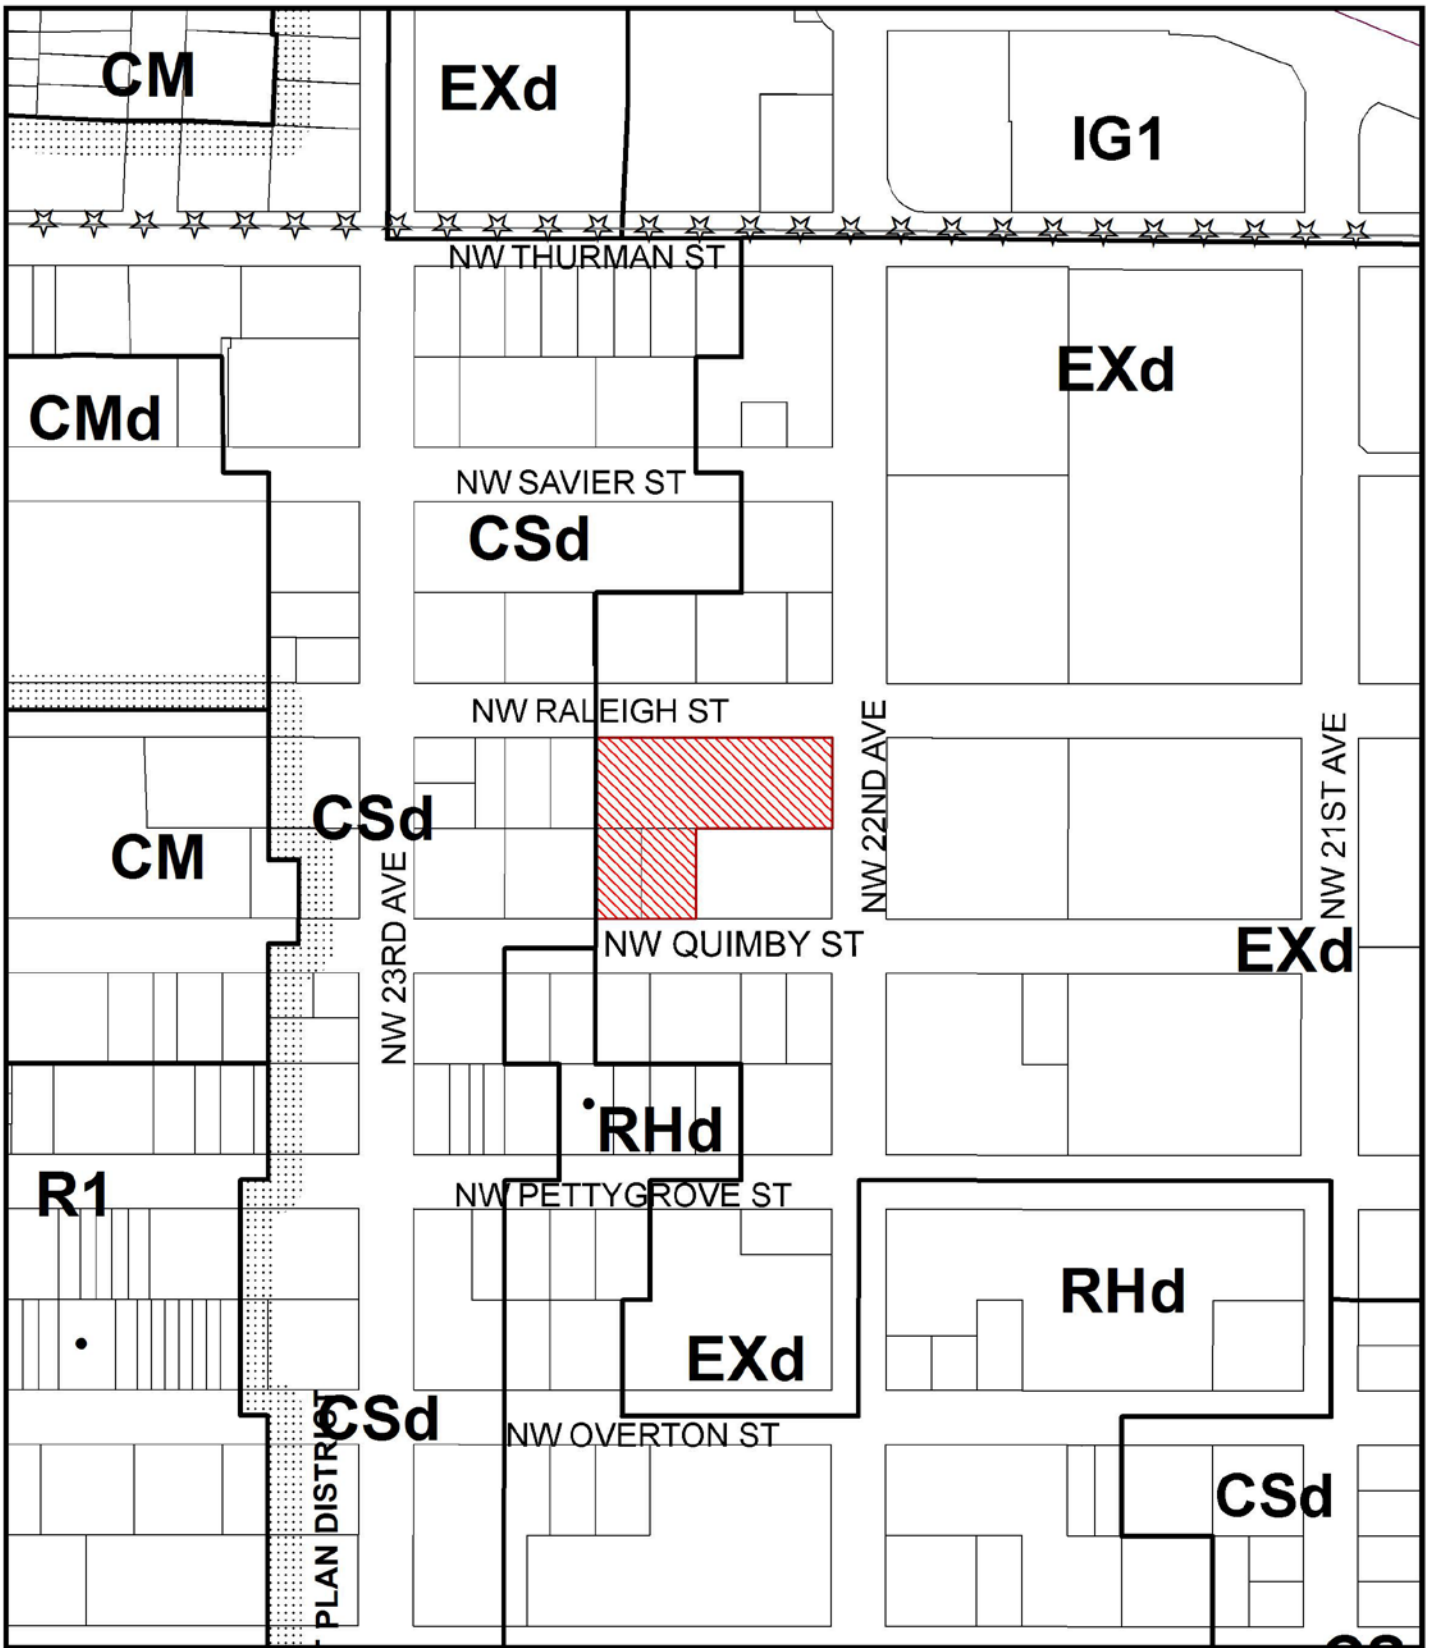 CM
EXd
IG1
NW THURMAN ST
EXd
CMd
NW SAVIER ST
CSd
NW RALEIGH ST
NW 22ND AVE
NW 21ST AVE
CSd
CM
NW 23RD AVE
NW QUIMBY ST
EXd
RHd
R1
NW PETTYGROVE ST
RHd
EXd
CSd
NW OVERTON ST
PLAN DISTRICT
CSd